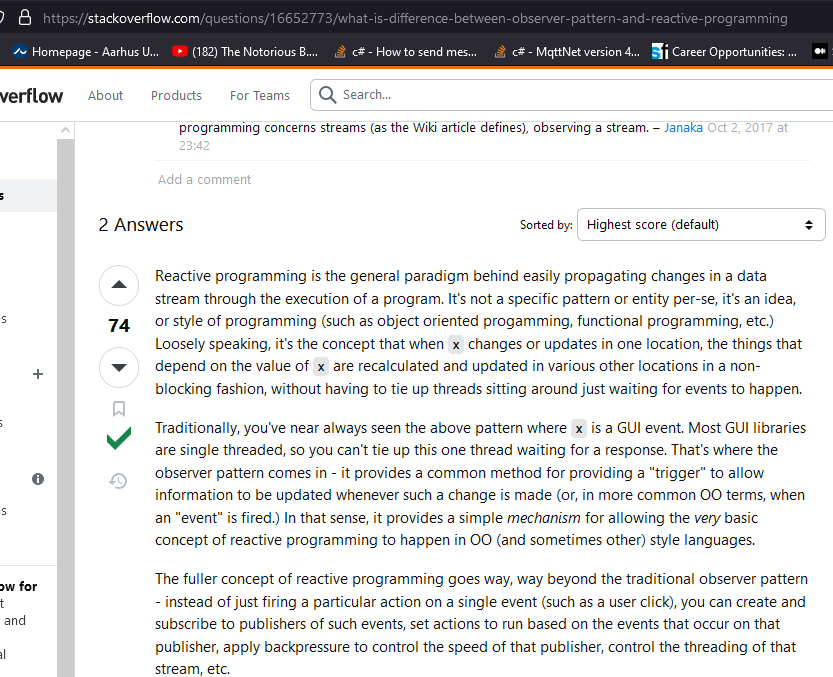 https://stackoverflow.com/questions/16652773/what-is-difference-between-observer-pattern-and-reactive-programming
Homepage - Aarhus U...
(182) The Notorious B....
c# - How to send mes...
c# - MqttNet version 4...
Career Opportunities: ...
verflow
About
Products
For Teams
Search...
programming concerns streams (as the Wiki article defines), observing a stream. – Janaka Oct 2, 2017 at
23:42
Add a comment
2 Answers
Sorted by:
Highest score (default)
Reactive programming is the general paradigm behind easily propagating changes in a data
stream through the execution of a program. It's not a specific pattern or entity per-se, it's an idea,
or style of programming (such as object oriented progamming, functional programming, etc.)
Loosely speaking, it's the concept that when x changes or updates in one location, the things that
depend on the value of x are recalculated and updated in various other locations in a non-
blocking fashion, without having to tie up threads sitting around just waiting for events to happen.
74
Traditionally, you've near always seen the above pattern where x is a GUI event. Most GUI libraries
are single threaded, so you can't tie up this one thread waiting for a response. That's where the
observer pattern comes in - it provides a common method for providing a "trigger" to allow
information to be updated whenever such a change is made (or, in more common OO terms, when
an "event" is fired.) In that sense, it provides a simple mechanism for allowing the very basic
concept of reactive programming to happen in OO (and sometimes other) style languages.
The fuller concept of reactive programming goes way, way beyond the traditional observer pattern
- instead of just firing a particular action on a single event (such as a user click), you can create and
subscribe to publishers of such events, set actions to run based on the events that occur on that
publisher, apply backpressure to control the speed of that publisher, control the threading of that
stream, etc.
s
s
s
s
ow for
t
and
al